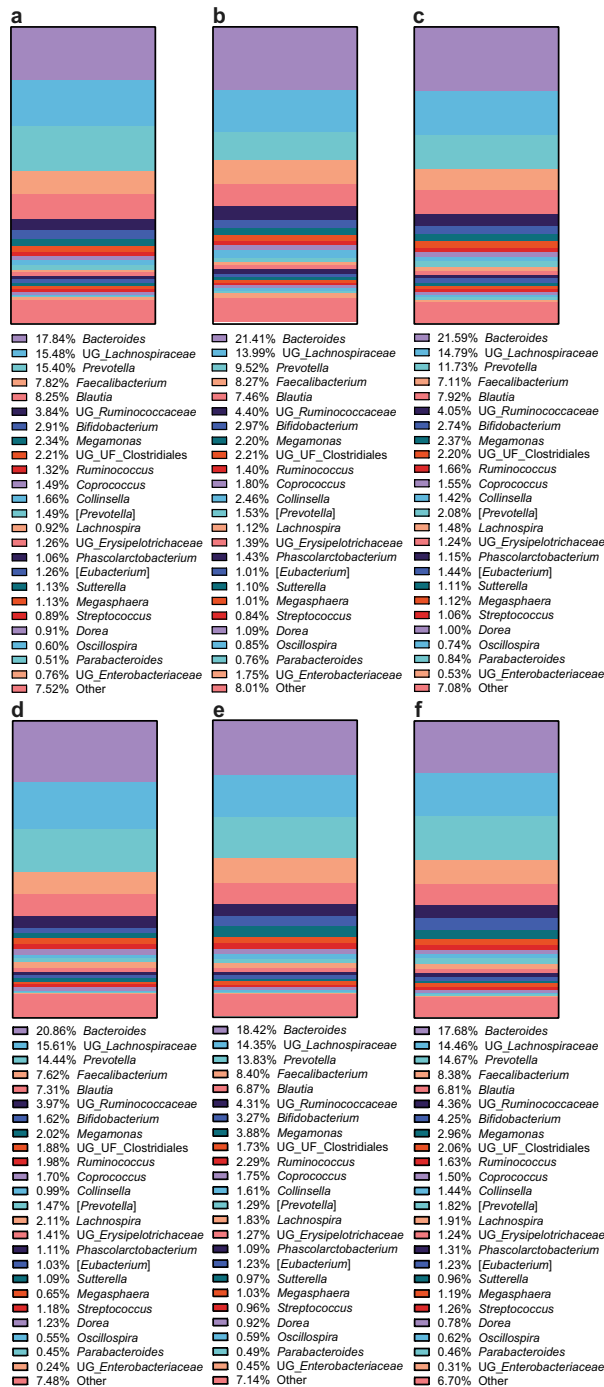 a
17.84% Bacteroides
15.48% UG_Lachnospiraceae
15.40% Prevotella
7.82% Faecalibacterium
8.25% Blautia
3.84% UG_Ruminococcaceae
2.91% Bifidobacterium
2.34% Megamonas
2.21% UG_UF_Clostridiales
1.32% Ruminococcus
1.49% Coprococcus
1.66% Collinsella
1.49% [Prevotella]
0.92% Lachnospira
1.26% UG_Erysipelotrichaceae
1.06% Phascolarctobacterium
1.26% [Eubacterium]
1.13% Sutterella
1.13% Megasphaera
0.89% Streptococcus
0.91% Dorea
0.60% Oscillospira
0.51% Parabacteroides
0.76% UG_Enterobacteriaceae
7.52% Other
b
21.41% Bacteroides
13.99% UG_Lachnospiraceae
9.52% Prevotella
8.27% Faecalibacterium
7.46% Blautia
4.40% UG_Ruminococcaceae
2.97% Bifidobacterium
2.20% Megamonas
2.21% UG_UF_Clostridiales
1.40% Ruminococcus
1.80% Coprococcus
2.46% Collinsella
1.53% [Prevotella]
1.12% Lachnospira
1.39% UG_Erysipelotrichaceae
1.43% Phascolarctobacterium
1.01% [Eubacterium]
1.10% Sutterella
1.01% Megasphaera
0.84% Streptococcus
1.09% Dorea
0.85% Oscillospira
0.76% Parabacteroides
1.75% UG_Enterobacteriaceae
8.01% Other
c
21.59% Bacteroides
14.79% UG_Lachnospiraceae
11.73% Prevotella
7.11% Faecalibacterium
7.92% Blautia
4.05% UG_Ruminococcaceae
2.74% Bifidobacterium
2.37% Megamonas
2.20% UG_UF_Clostridiales
1.66% Ruminococcus
1.55% Coprococcus
1.42% Collinsella
2.08% [Prevotella]
1.48% Lachnospira
1.24% UG_Erysipelotrichaceae
1.15% Phascolarctobacterium
1.44% [Eubacterium]
1.11% Sutterella
1.12% Megasphaera
1.06% Streptococcus
1.00% Dorea
0.74% Oscillospira
0.84% Parabacteroides
0.53% UG_Enterobacteriaceae
7.08% Other
d
20.86% Bacteroides
15.61% UG_Lachnospiraceae
14.44% Prevotella
7.62% Faecalibacterium
7.31% Blautia
3.97% UG_Ruminococcaceae
1.62% Bifidobacterium
2.02% Megamonas
1.88% UG_UF_Clostridiales
1.98% Ruminococcus
1.70% Coprococcus
0.99% Collinsella
1.47% [Prevotella]
2.11% Lachnospira
1.41% UG_Erysipelotrichaceae
1.11% Phascolarctobacterium
1.03% [Eubacterium]
1.09% Sutterella
0.65% Megasphaera
1.18% Streptococcus
1.23% Dorea
0.55% Oscillospira
0.45% Parabacteroides
0.24% UG_Enterobacteriaceae
7.48% Other
e
18.42% Bacteroides
14.35% UG_Lachnospiraceae
13.83% Prevotella
8.40% Faecalibacterium
6.87% Blautia
4.31% UG_Ruminococcaceae
3.27% Bifidobacterium
3.88% Megamonas
1.73% UG_UF_Clostridiales
2.29% Ruminococcus
1.75% Coprococcus
1.61% Collinsella
1.29% [Prevotella]
1.83% Lachnospira
1.27% UG_Erysipelotrichaceae
1.09% Phascolarctobacterium
1.23% [Eubacterium]
0.97% Sutterella
1.03% Megasphaera
0.96% Streptococcus
0.92% Dorea
0.59% Oscillospira
0.49% Parabacteroides
0.45% UG_Enterobacteriaceae
7.14% Other
f
17.68% Bacteroides
14.46% UG_Lachnospiraceae
14.67% Prevotella
8.38% Faecalibacterium
6.81% Blautia
4.36% UG_Ruminococcaceae
4.25% Bifidobacterium
2.96% Megamonas
2.06% UG_UF_Clostridiales
1.63% Ruminococcus
1.50% Coprococcus
1.44% Collinsella
1.82% [Prevotella]
1.91% Lachnospira
1.24% UG_Erysipelotrichaceae
1.31% Phascolarctobacterium
1.23% [Eubacterium]
0.96% Sutterella
1.19% Megasphaera
1.26% Streptococcus
0.78% Dorea
0.62% Oscillospira
0.46% Parabacteroides
0.31% UG_Enterobacteriaceae
6.70% Other